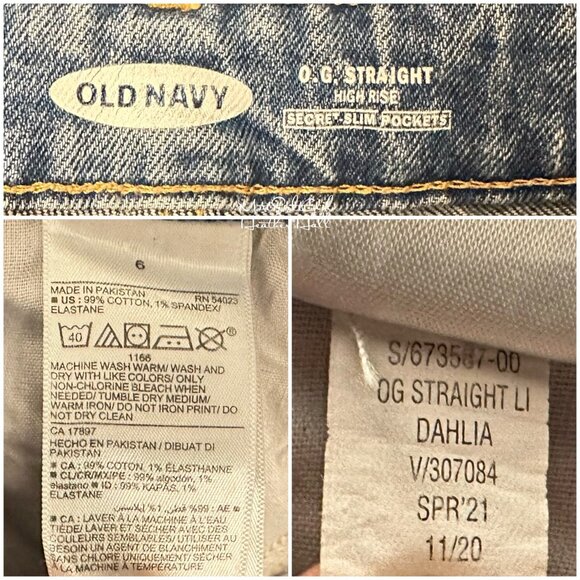 OLD NAVY
O.G. STRAIGHT
HIGH RISE
SECRET-SLIM POCKETS
Heather Hall
6
MADE IN PAKISTAN
RN 54023
■ US : 99% COTTON, 1% SPANDEX/
ELASTANE
40
1166
MACHINE WASH WARM/ WASH AND
DRY WITH LIKE COLORS/ ONLY
NON-CHLORINE BLEACH WHEN
NEEDED/ TUMBLE DRY MEDIUM/
WARM IRON/ DO NOT IRON PRINT/ DO
NOT DRY CLEAN
CA 17897
HECHO EN PAKISTAN / DIBUAT DI
PAKISTAN
■ CA : 99% COTON, 1% ÉLASTHANNE
■ CL/CR/MX/PE : 99% algodón, 1%
elastano ■ ID : 99% KAPAS, 1%
ELASTANE
■ CA : LAVER À LA MACHINE À L'EAU
TIÈDE/ LAVER ET SÉCHER AVEC DES
COULEURS SEMBLABLES/ UTILISER AU
BESOIN UN AGENT DE BLANCHIMENT
SANS CHLORE UNIQUEMENT/ SÉCHER
À LA MACHINE À TEMPÉRATURE
S/673587-00
OG STRAIGHT LI
DAHLIA
V/307084
SPR'21
11/20